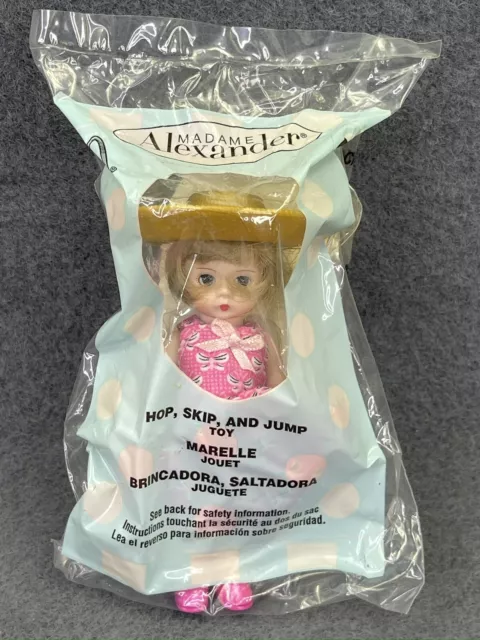 MADAME
Alexander®
HOP, SKIP, AND JUMP
TOY
MARELLE
JOUET
BRINCADORA, SALTADORA
JUGUETE
See back for safety information.
Instructions touchant la sécurité au dos du sac
Lea el reverso para información sobre seguridad.